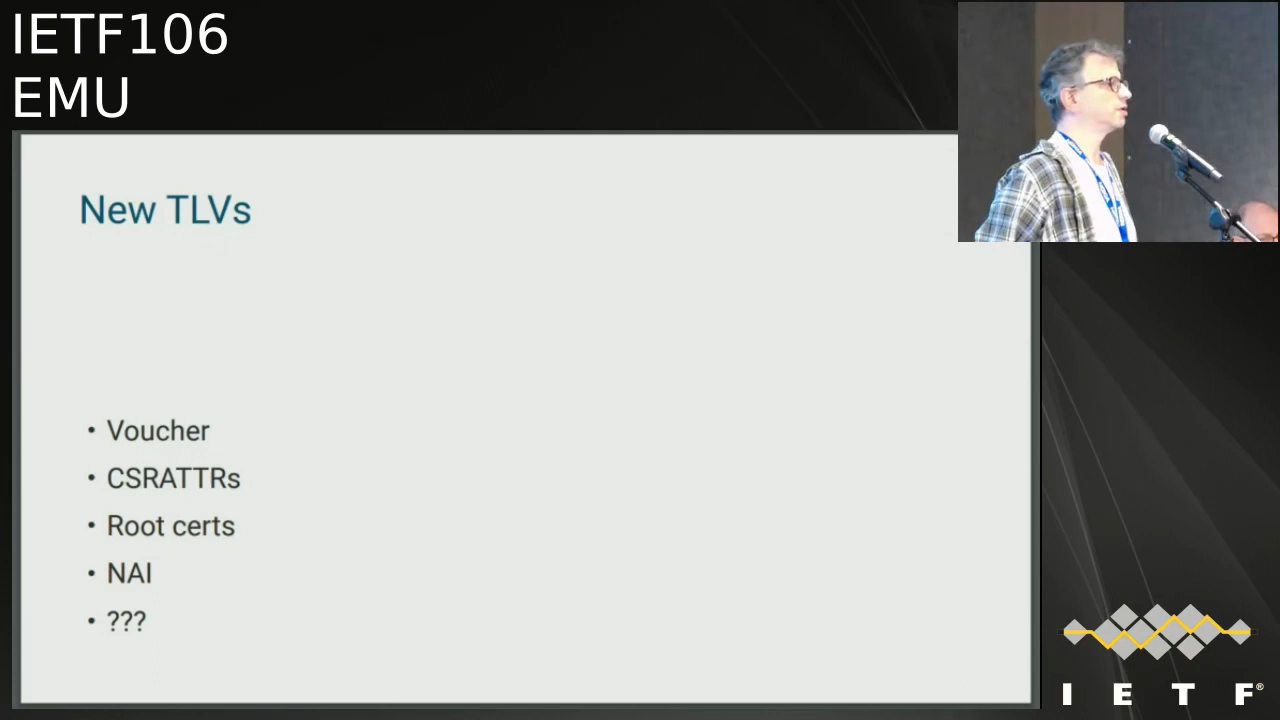 IETF106
EMU
New TLVs
• Voucher
• CSRATTRs
• Root certs
• NAI
• ???
I E T F®